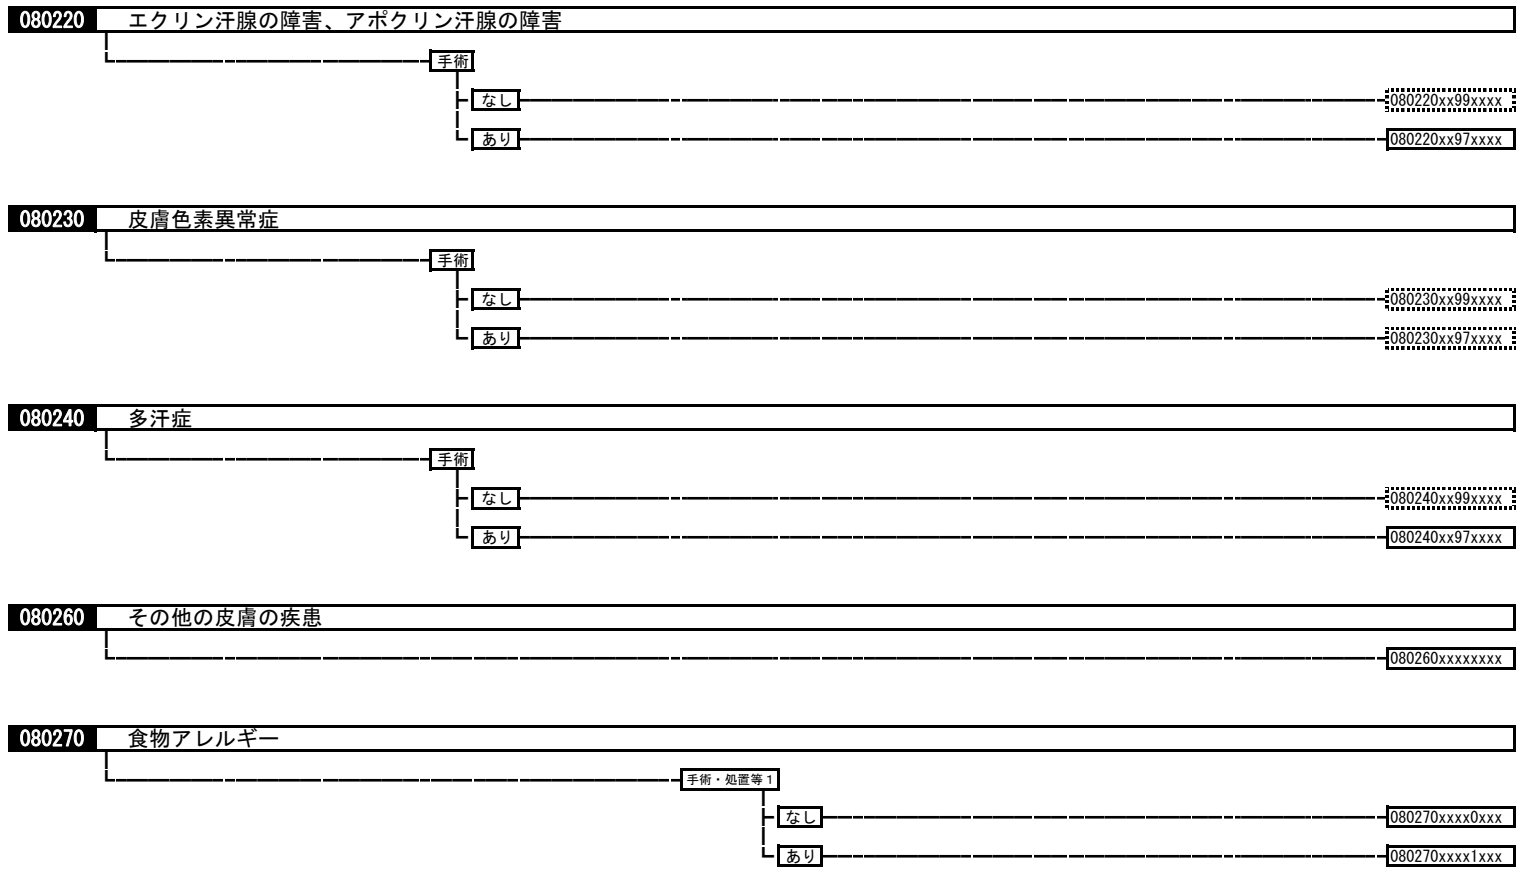 080220 エクリン汗腺の障害、アポクリン汗腺の障害
手術
なし 080220xx99xxxx
あり 080220xx97xxxx
080230 皮膚色素異常症
手術
なし 080230xx99xxxx
あり 080230xx97xxxx
080240 多汗症
手術
なし 080240xx99xxxx
あり 080240xx97xxxx
080260 その他の皮膚の疾患
080260xxxxxxxx
080270 食物アレルギー
手術・処置等1
なし 080270xxxx0xxx
あり 080270xxxx1xxx